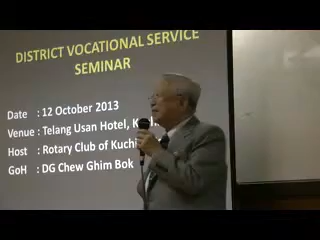 DISTRICT VOCATIONAL SERVICE
SEMINAR
Date : 12 October 2013
Venue : Telang Usan Hotel,
Host : Rotary Club of
GoH : DG Chew Ghim Bok